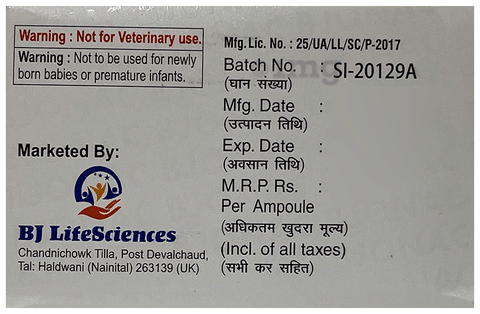 Warning : Not for Veterinary use.
Warning : Not to be used for newly
born babies or premature infants.
Marketed By:
BJ LifeSciences
Chandnichowk Tilla, Post Devalchaud,
Tal: Haldwani (Nainital) 263139 (UK)
Mfg. Lic. No. : 25/UA/LL/SC/P-2017
Batch No. : SI-20129A
(घान संख्या)
Mfg. Date :
(उत्पादन तिथि)
Exp. Date :
(अवसान तिथि)
M.R.P. Rs. :
Per Ampoule
(अधिकतम खुदरा मूल्य)
(Incl. of all taxes)
(सभी कर सहित)